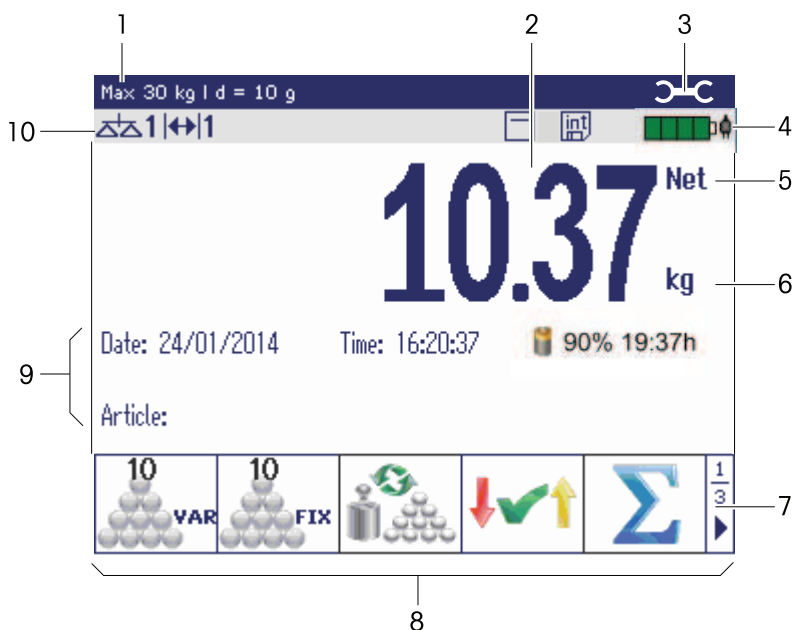 1 2 3
Max 30 kg | d = 10 g
10 1 1 int 4
10.37 Net 5
kg 6
Date: 24/01/2014 Time: 16:20:37 90% 19:37h
9
Article:
10 VAR 10 FIX Σ 1/3 7
8